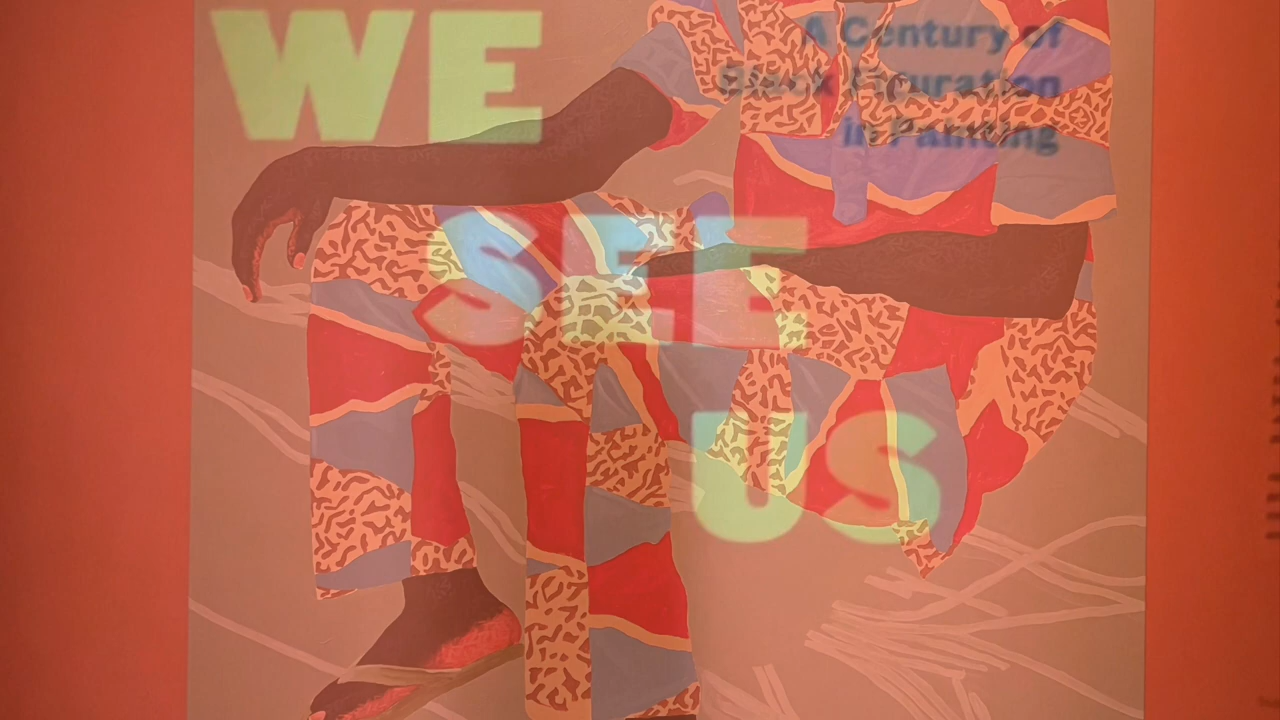 WE
SEE
US
A Century of
Black Figuration
in Painting